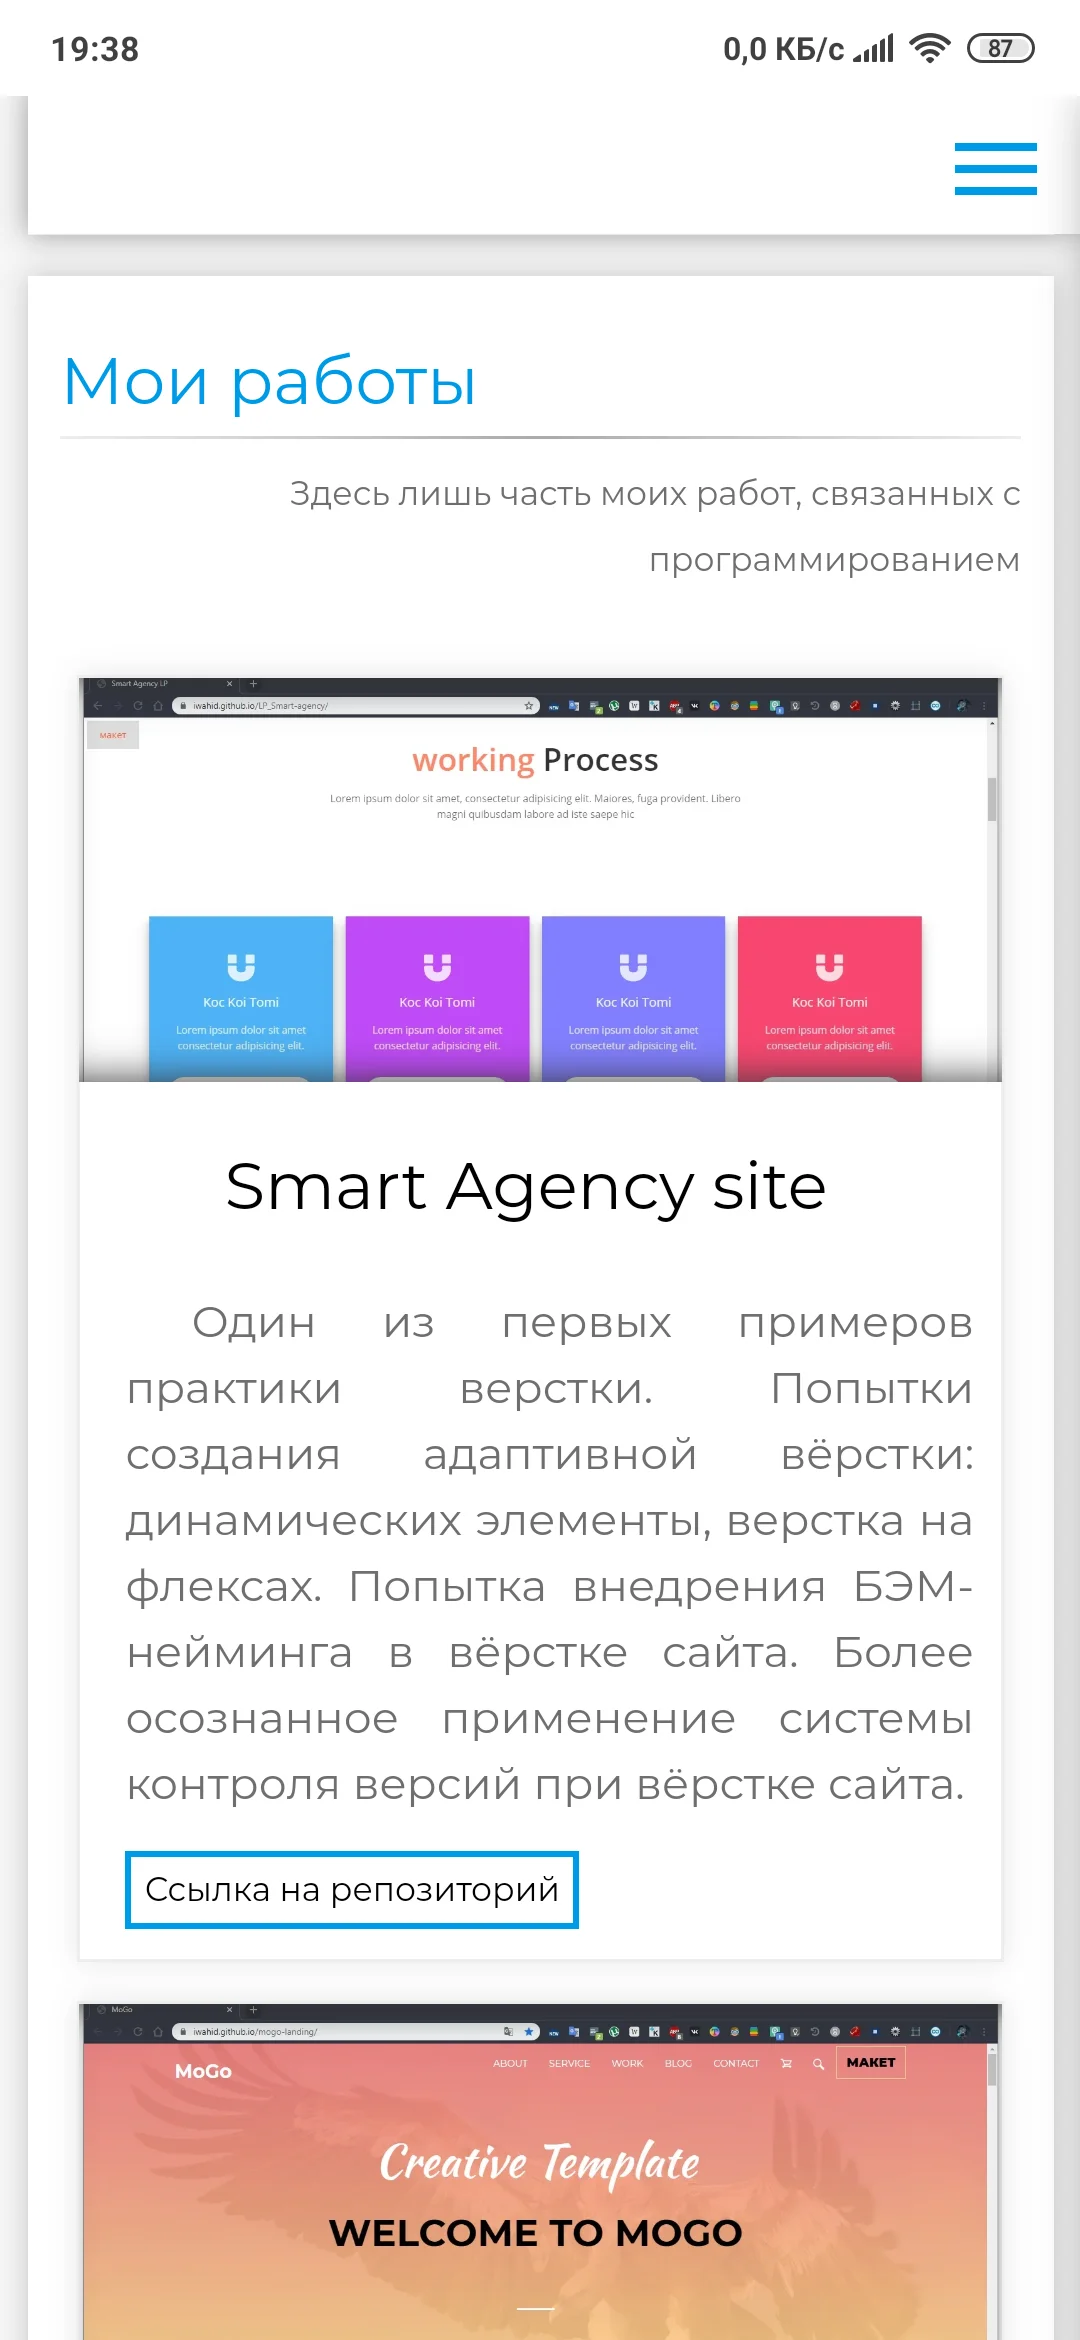 19:38
0,0 КБ/с
87
Мои работы
Здесь лишь часть моих работ, связанных с
программированием
Smart Agency LP
iwahid.github.io/LP_Smart-agency/
макет
working Process
Lorem ipsum dolor sit amet, consectetur adipisicing elit. Maiores, fuga provident. Libero
magni quibusdam labore ad iste saepe hic
Koc Koi Tomi
Lorem ipsum dolor sit amet
consectetur adipisicing elit.
Koc Koi Tomi
Lorem ipsum dolor sit amet
consectetur adipisicing elit.
Koc Koi Tomi
Lorem ipsum dolor sit amet
consectetur adipisicing elit.
Koc Koi Tomi
Lorem ipsum dolor sit amet
consectetur adipisicing elit.
Smart Agency site
Один из первых примеров
практики верстки. Попытки
создания адаптивной вёрстки:
динамических элементы, верстка на
флексах. Попытка внедрения БЭМ-
нейминга в вёрстке сайта. Более
осознанное применение системы
контроля версий при вёрстке сайта.
Ссылка на репозиторий
MoGo
iwahid.github.io/mogo-landing/
MoGo
ABOUT SERVICE WORK BLOG CONTACT МАКЕТ
Creative Template
WELCOME TO MOGO